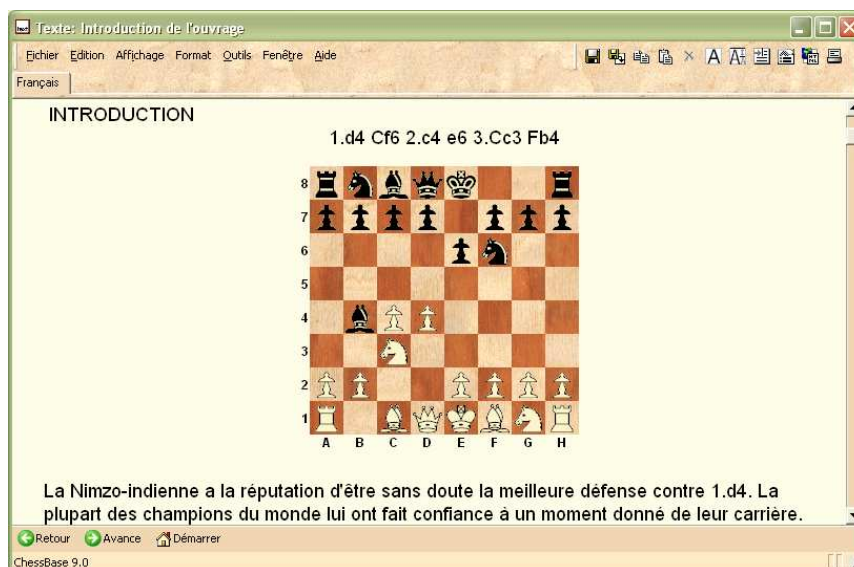 Texte: Introduction de l'ouvrage
Fichier Edition Affichage Format Outils Fenêtre Aide
Français
INTRODUCTION
1.d4 Cf6 2.c4 e6 3.Cc3 Fb4
8
7
6
5
4
3
2
1
A B C D E F G H
La Nimzo-indienne a la réputation d'être sans doute la meilleure défense contre 1.d4. La
plupart des champions du monde lui ont fait confiance à un moment donné de leur carrière.
Retour Avance Démarrer
ChessBase 9.0